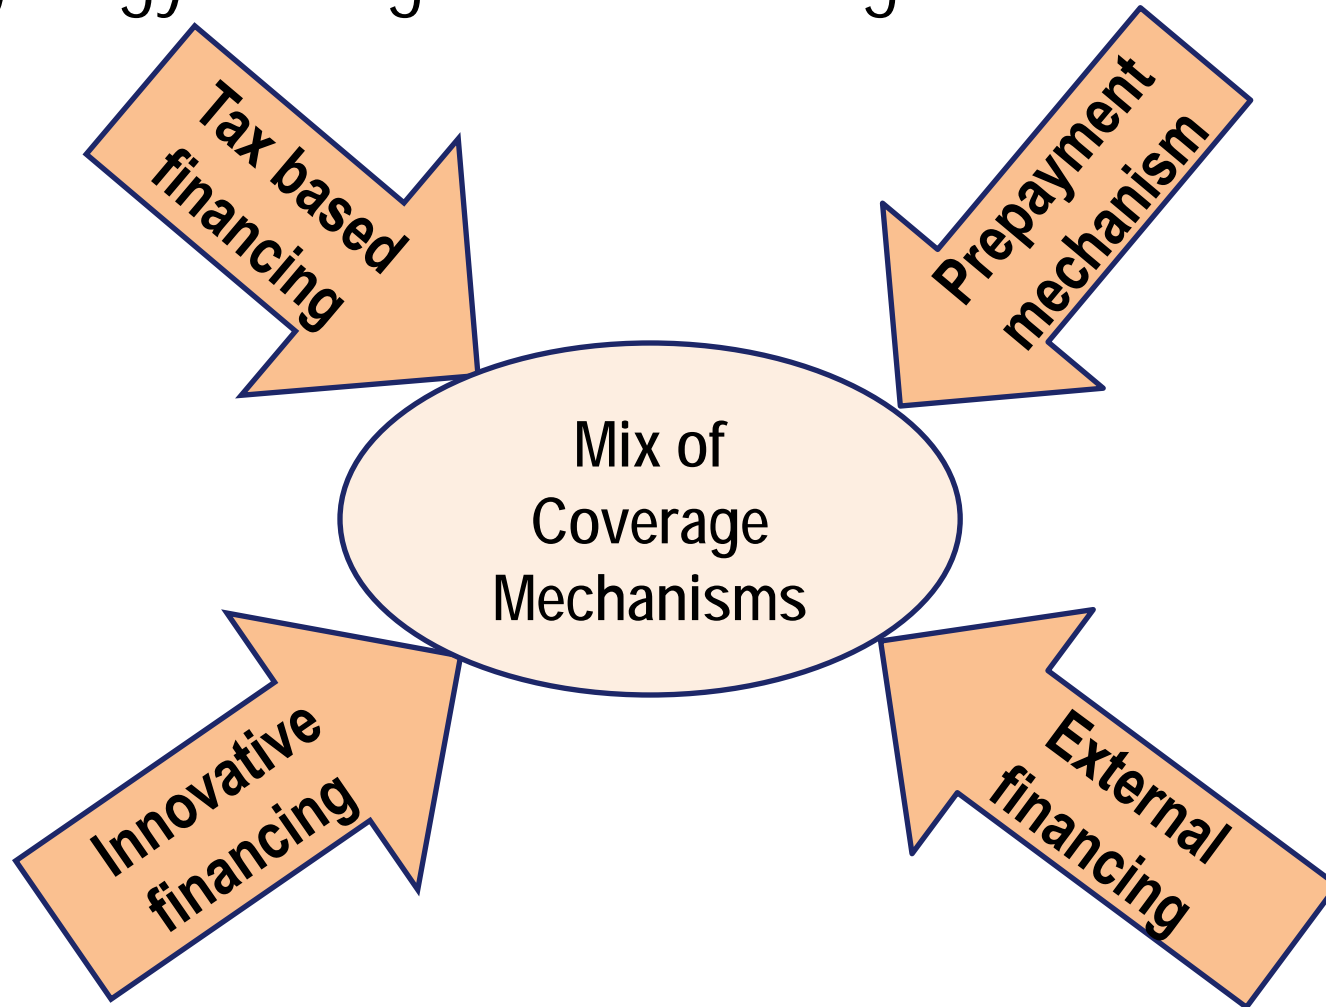 Tax based
financing
Prepayment
mechanism
Mix of
Coverage
Mechanisms
Innovative
financing
External
financing